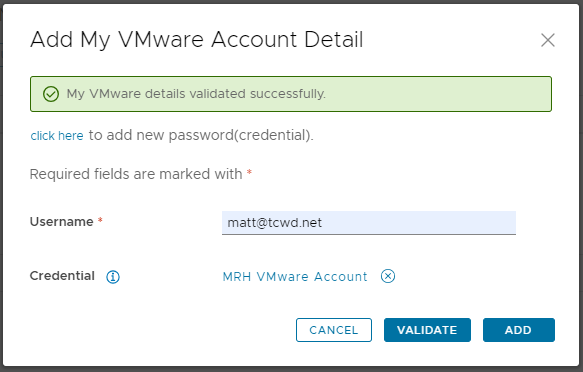 Add My VMware Account Detail
My VMware details validated successfully.
click here to add new password(credential).
Required fields are marked with *
Username * matt@tcwd.net
Credential MRH VMware Account
CANCEL VALIDATE ADD